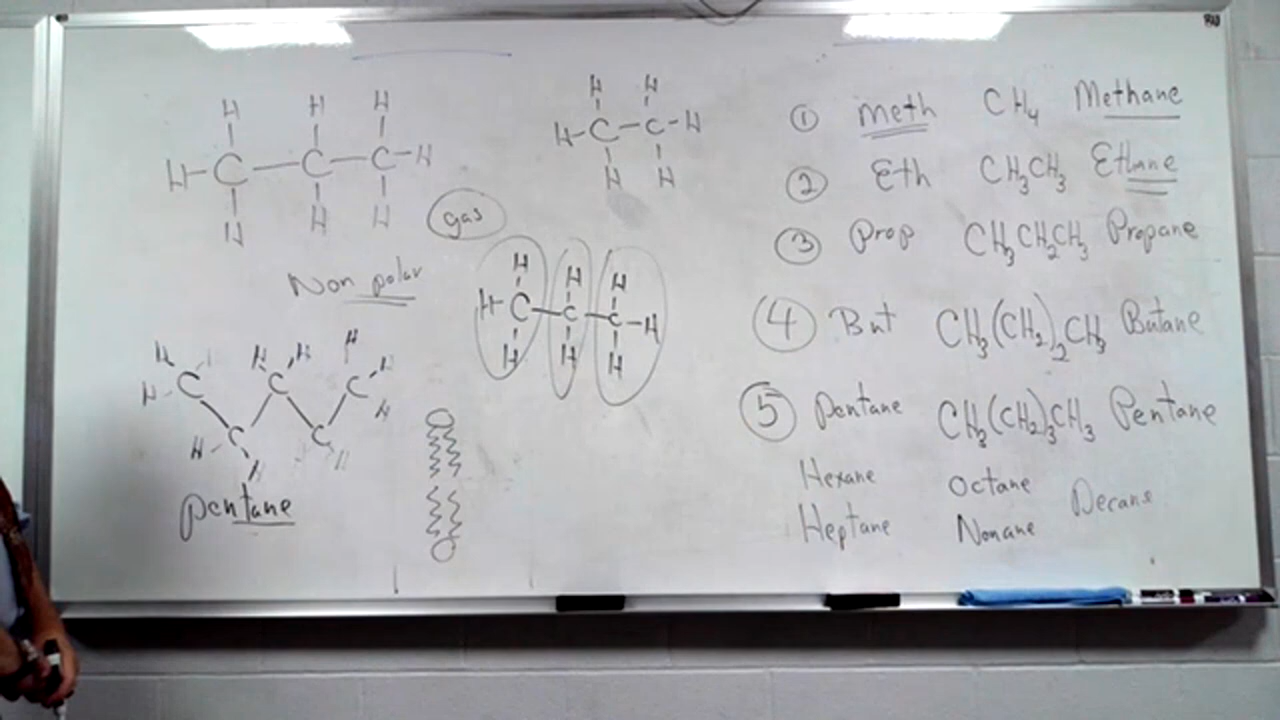 H H H
H-C-C-C-H
H H H
Non polar
H H
H-C-C-H
H H
gas
H H H
H-C-C-C-H
H H H
H H H H
H C C C H
H C C H
H H
pentane
① Meth CH4 Methane
② Eth CH3CH3 Ethane
③ Prop CH3CH2CH3 Propane
④ But CH3(CH2)2CH3 Butane
⑤ Pentane CH3(CH2)3CH3 Pentane
Hexane Octane Decane
Heptane Nonane